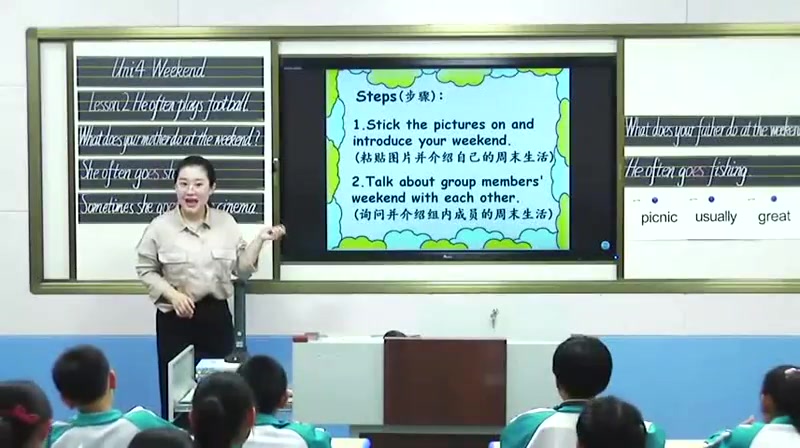 Uni4 Weekend
Lesson 2 He often plays football.
What does your mother do at the weekend?
She often goes
Sometimes she cinema.
Steps(步骤):
1.Stick the pictures on and
introduce your weekend.
(粘贴图片并介绍自己的周末生活)
2.Talk about group members'
weekend with each other.
(询问并介绍组内成员的周末生活)
What does your father do at the weekend
He often goes fishing
picnic usually great